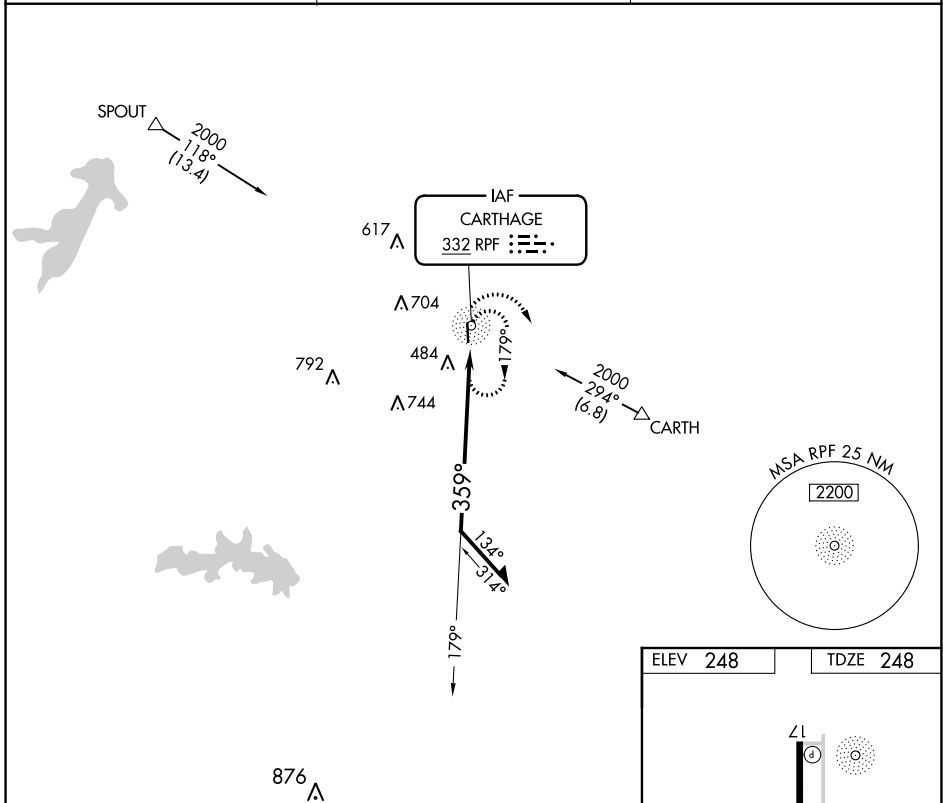 SPOUT
2000
118°
(13.4)
IAF
CARTHAGE
332 RPF
617
704
484
179°
792
744
2000
294°
(6.8)
CARTH
359°
134°
314°
179°
MSA RPF 25 NM
2200
876
ELEV 248
TDZE 248
17
P